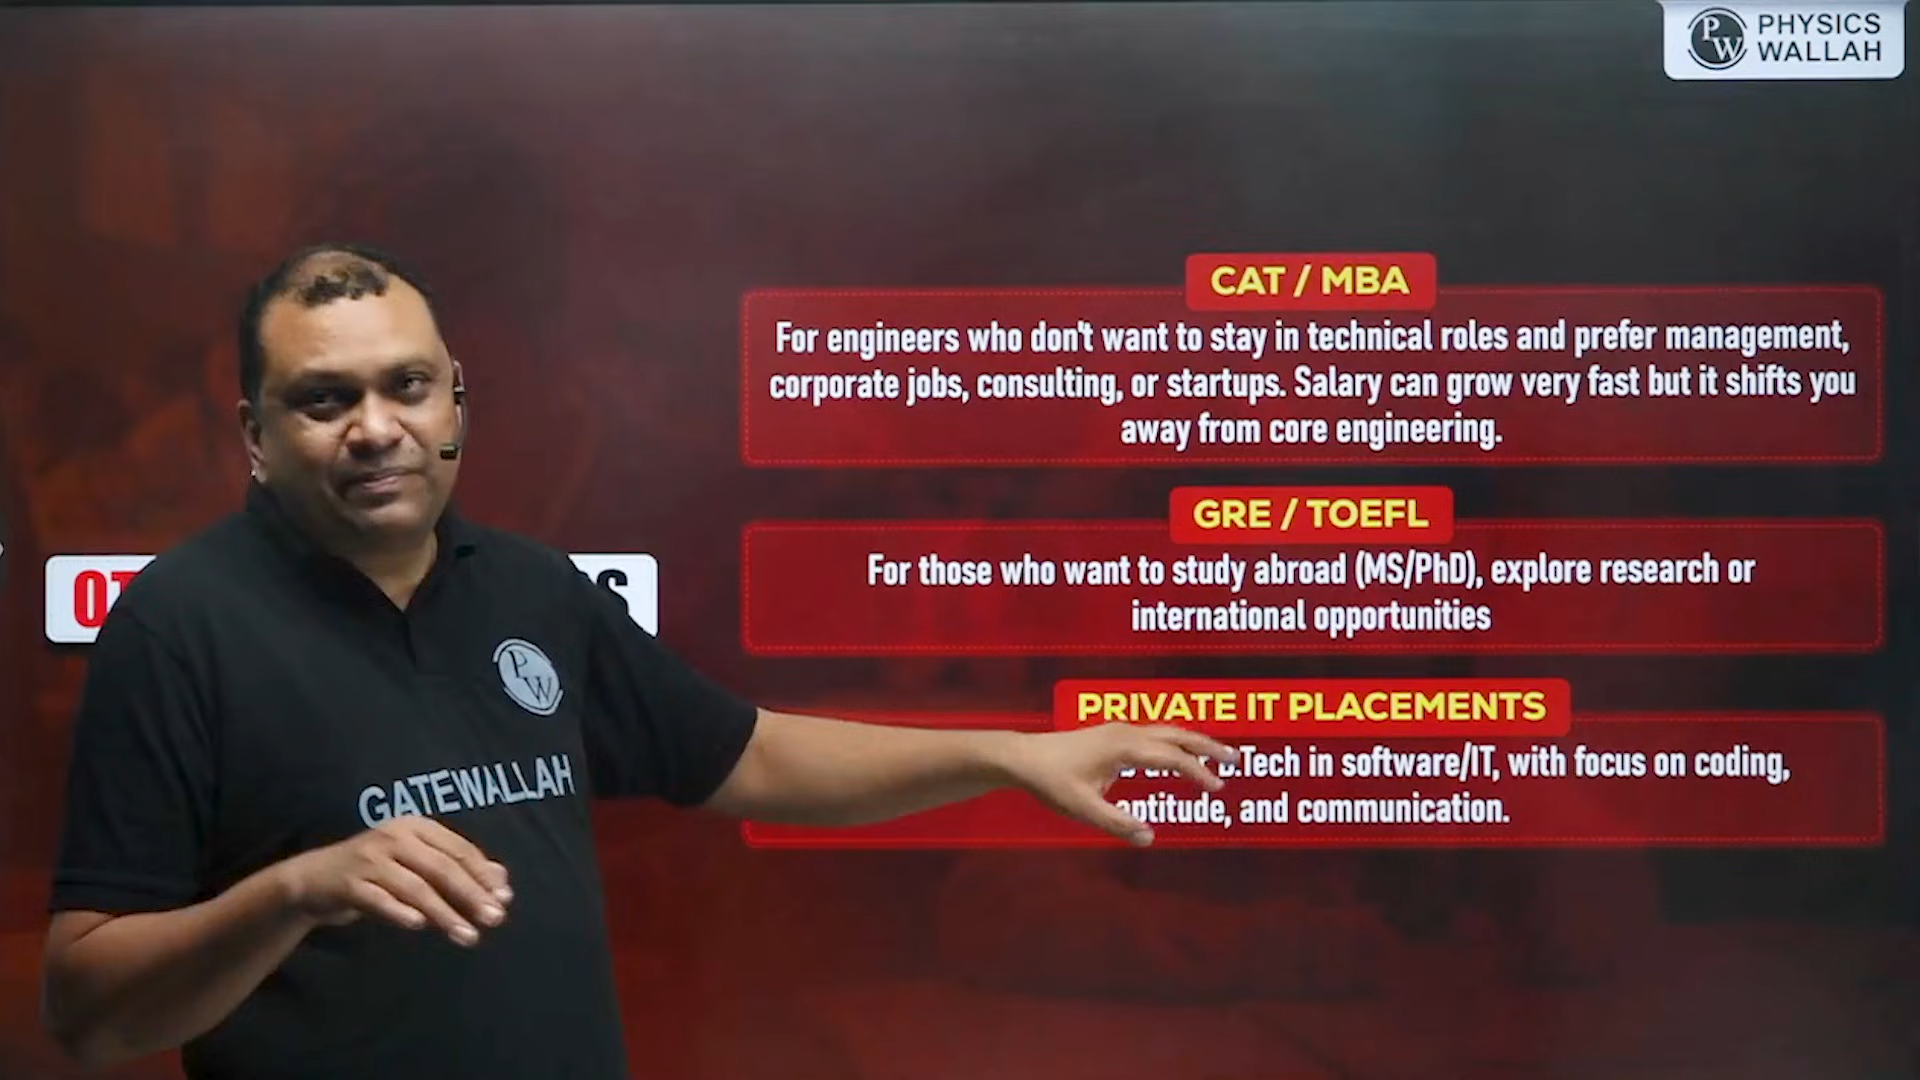 PHYSICS
WALLAH
CAT / MBA
For engineers who don't want to stay in technical roles and prefer management,
corporate jobs, consulting, or startups. Salary can grow very fast but it shifts you
away from core engineering.
GRE / TOEFL
For those who want to study abroad (MS/PhD), explore research or
international opportunities
PRIVATE IT PLACEMENTS
B.Tech in software/IT, with focus on coding,
aptitude, and communication.
PW
GATEWALLAH